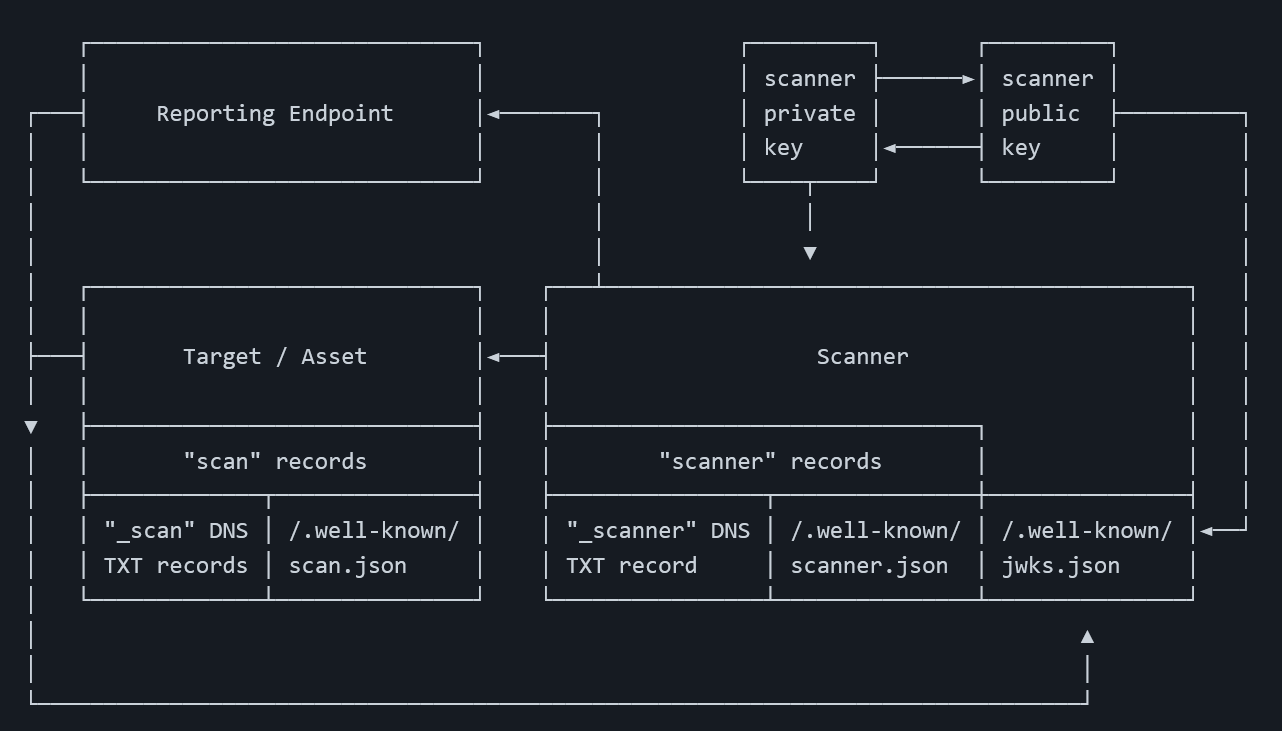 Reporting Endpoint
scanner
private
key
scanner
public
key
Target / Asset
Scanner
"scan" records
"scanner" records
"_scan" DNS
TXT records
/.well-known/
scan.json
"_scanner" DNS
TXT record
/.well-known/
scanner.json
/.well-known/
jwks.json